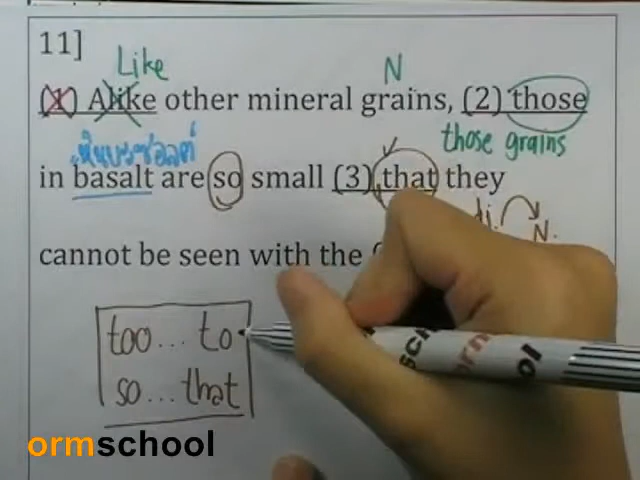 11]
Like N
(1) Alike other mineral grains, (2) those
those grains
in basalt are so small (3) that they
N.
cannot be seen with the
too... to
so... that
ormschool